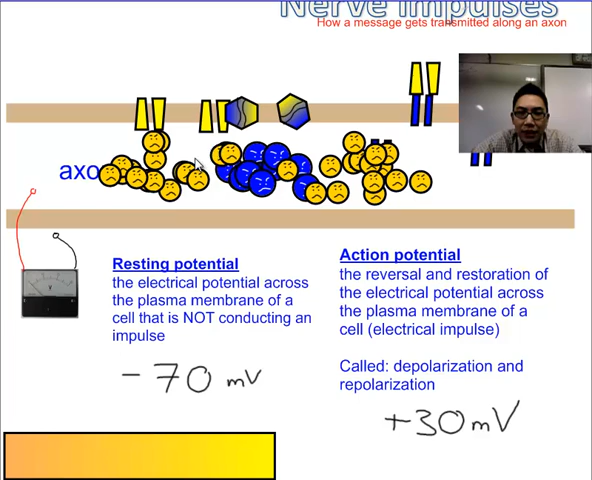 Nerve Impulses
How a message gets transmitted along an axon
axo
V
Resting potential
the electrical potential across
the plasma membrane of a
cell that is NOT conducting an
impulse
- 70 mV
Action potential
the reversal and restoration of
the electrical potential across
the plasma membrane of a
cell (electrical impulse)
Called: depolarization and
repolarization
+30 mV